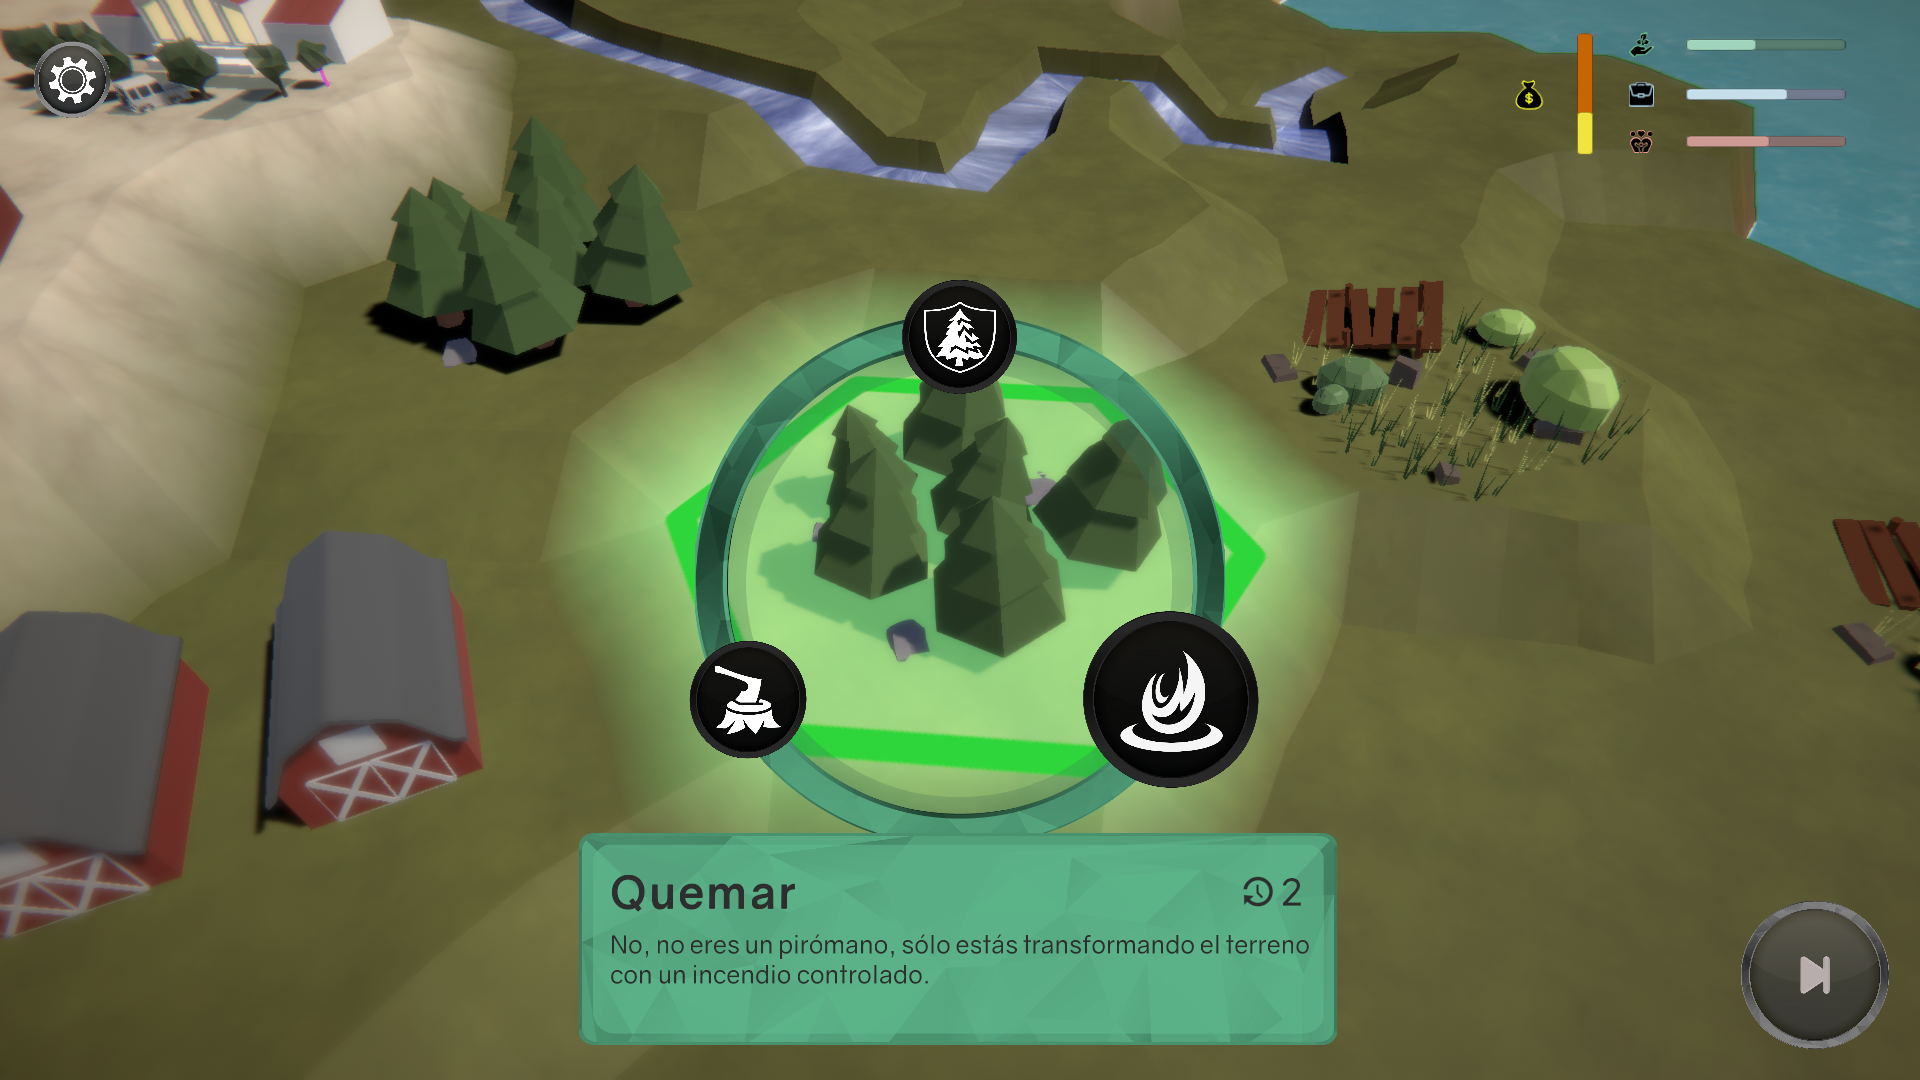 Quemar
2
No, no eres un pirómano, sólo estás transformando el terreno
con un incendio controlado.